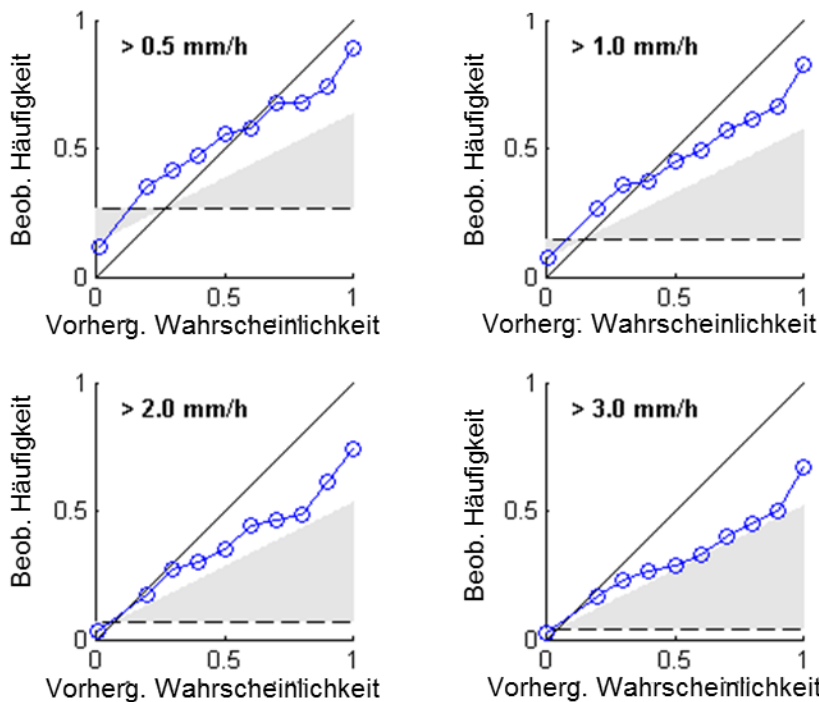 1
> 0.5 mm/h
Beob. Häufigkeit
0.5
0
0
0.5
1
Vorherg. Wahrscheinlichkeit
1
> 1.0 mm/h
Beob. Häufigkeit
0.5
0
0
0.5
1
Vorherg: Wahrscheinlichkeit
1
> 2.0 mm/h
Beob. Häufigkeit
0.5
0
0
0.5
1
Vorherg. Wahrscheinlichkeit
1
> 3.0 mm/h
Beob. Häufigkeit
0.5
0
0
0.5
1
Vorherg. Wahrscheinlichkeit